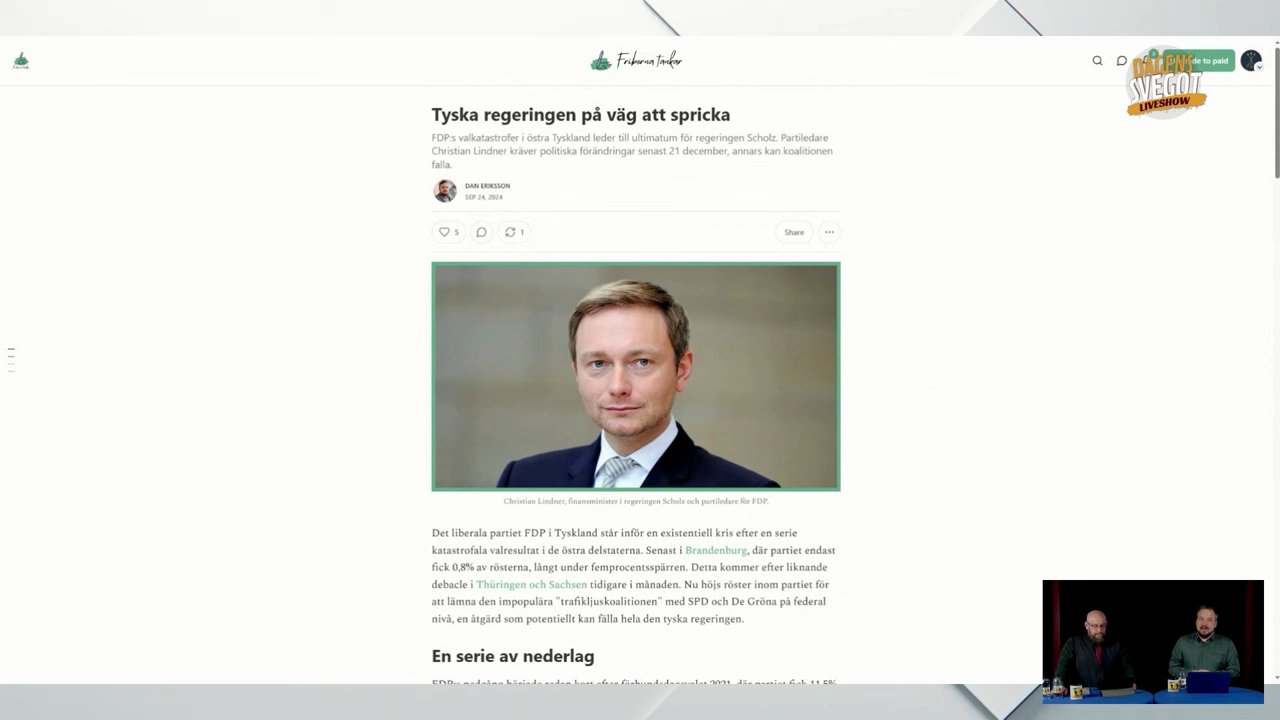 Friborna tankar
de to paid
DAGENS
SVEGOT
LIVESHOW
Tyska regeringen på väg att spricka
FDP:s valkatastrofer i östra Tyskland leder till ultimatum för regeringen Scholz. Partiledare
Christian Lindner kräver politiska förändringar senast 21 december, annars kan koalitionen
falla.
DAN ERIKSSON
SEP 24, 2024
5
1
Share
Christian Lindner, finansminister i regeringen Scholz och partiledare för FDP.
Det liberala partiet FDP i Tyskland står inför en existentiell kris efter en serie
katastrofala valresultat i de östra delstaterna. Senast i Brandenburg, där partiet endast
fick 0,8% av rösterna, långt under femprocentsspärren. Detta kommer efter liknande
debacle i Thüringen och Sachsen tidigare i månaden. Nu höjs röster inom partiet för
att lämna den impopulära "trafikljuskoalitionen" med SPD och De Gröna på federal
nivå, en åtgärd som potentiellt kan fälla hela den tyska regeringen.
En serie av nederlag
FDP:s nedgång började redan kort efter förbundsdagsvalet 2021, där partiet fick 11,5%